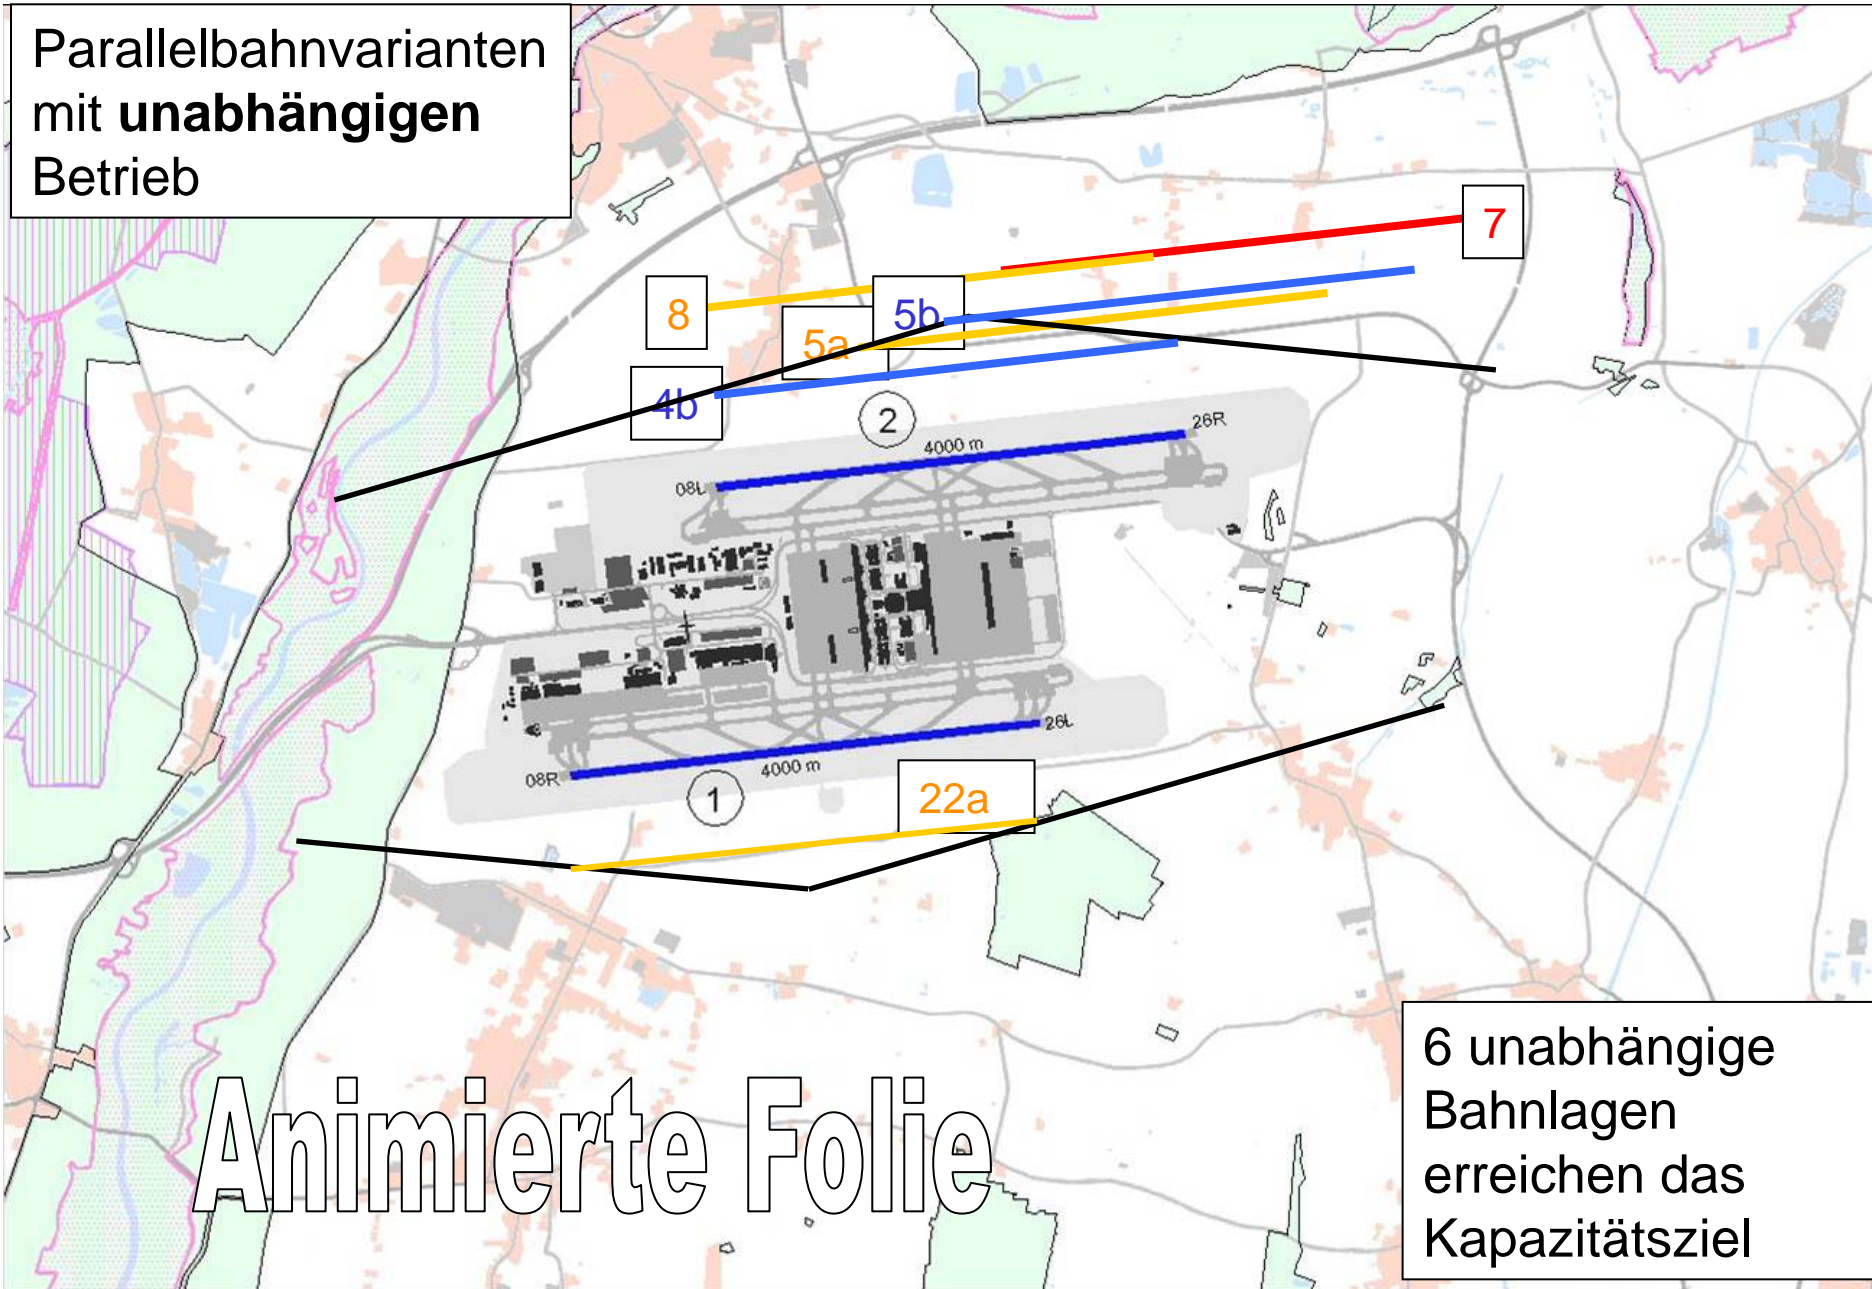 Parallelbahnvarianten
mit unabhängigen
Betrieb
7
8
5b
5a
4b
2
26R
4000 m
08L
26L
08R
4000 m
1
22a
6 unabhängige
Bahnlagen
erreichen das
Kapazitätsziel
Animierte Folie